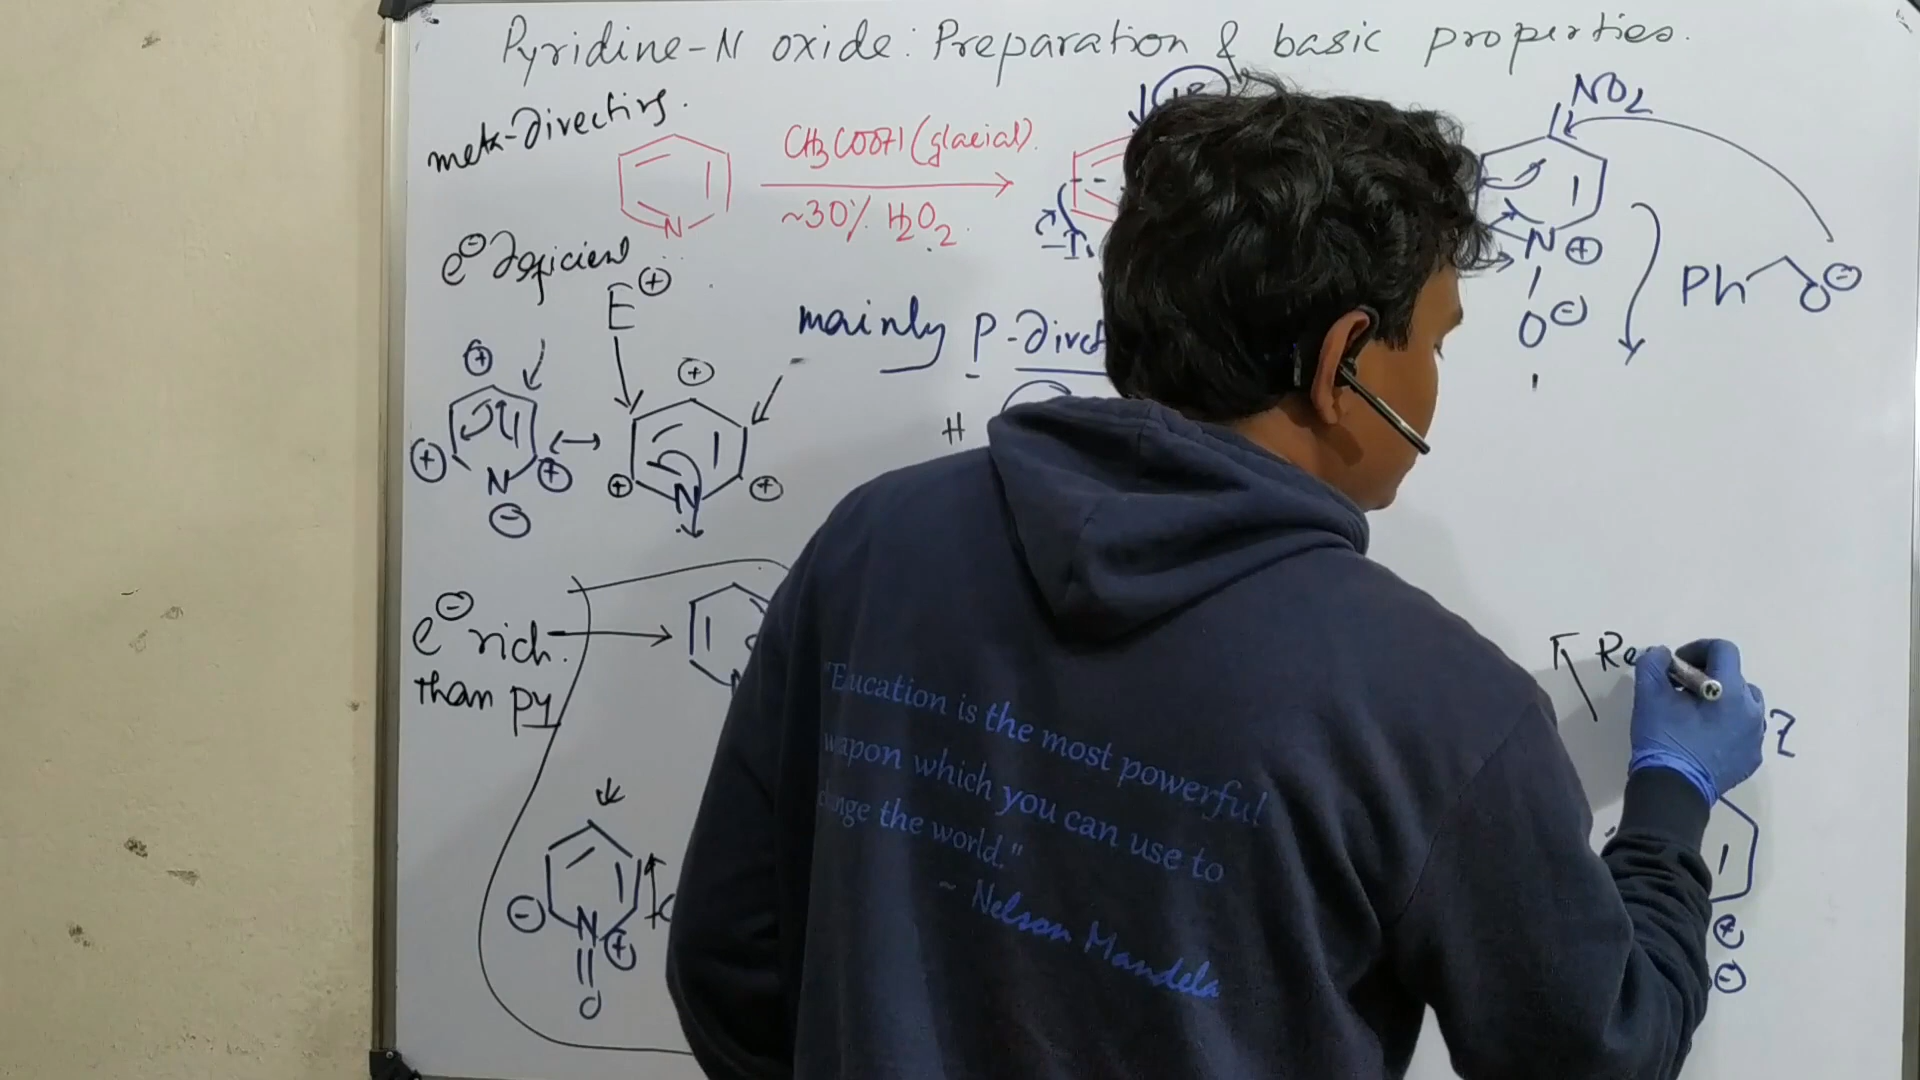 Pyridine-N oxide: Preparation & basic properties.
meta-directing.
CH3COOH (glacial).
~30% H2O2.
N
-I
NO2
N ⊕
O ⊖
Ph O ⊖
e⊖ deficient
E⊕
mainly P-
H
⊕ ⊕
⊕ N ⊕ ↔ ⊕ N ⊕
⊖
e⊖ rich.
than py
⊖ N ⊕
O
⊕
⊖
"Education is the most powerful
weapon which you can use to
change the world."
~ Nelson Mandela